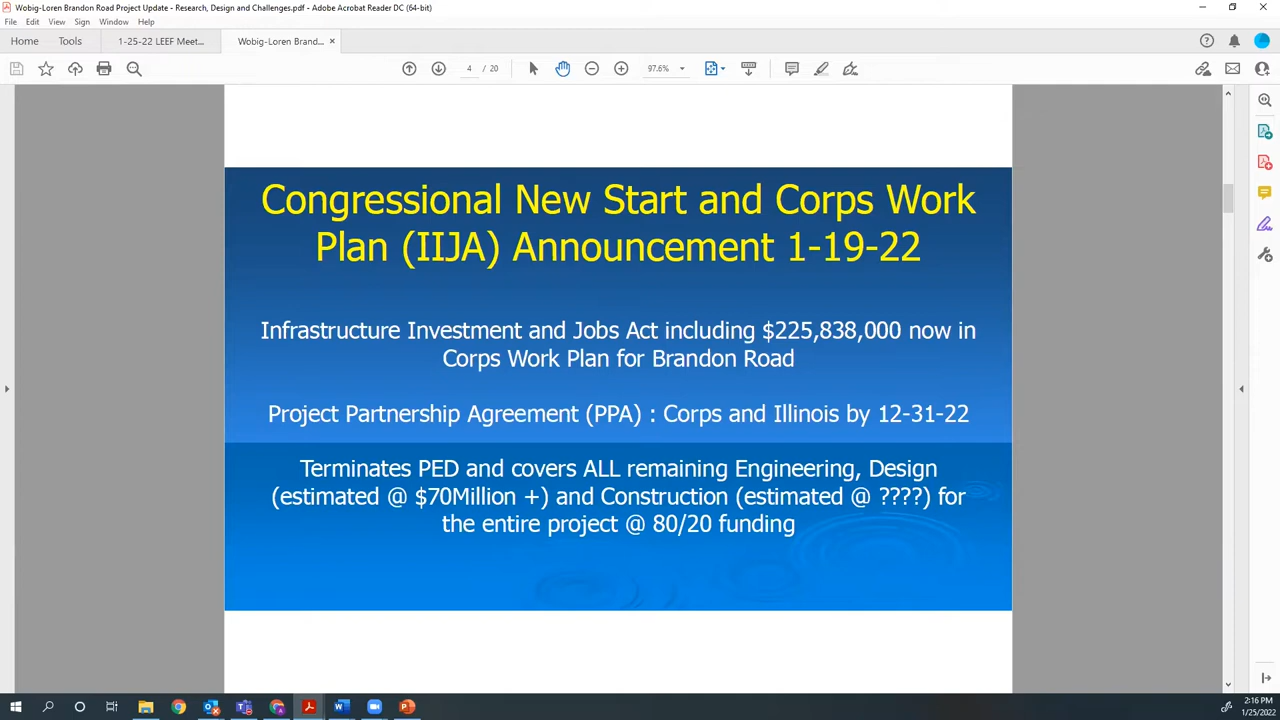 Wobig-Loren Brandon Road Project Update - Research, Design and Challenges.pdf - Adobe Acrobat Reader DC (64-bit)
File Edit View Sign Window Help
Home Tools 1-25-22 LEEF Meet... Wobig-Loren Brand... ×
4 / 20 97.6%
Congressional New Start and Corps Work
Plan (IIJA) Announcement 1-19-22
Infrastructure Investment and Jobs Act including $225,838,000 now in
Corps Work Plan for Brandon Road
Project Partnership Agreement (PPA) : Corps and Illinois by 12-31-22
Terminates PED and covers ALL remaining Engineering, Design
(estimated @ $70Million +) and Construction (estimated @ ????) for
the entire project @ 80/20 funding
2:16 PM
1/25/2022